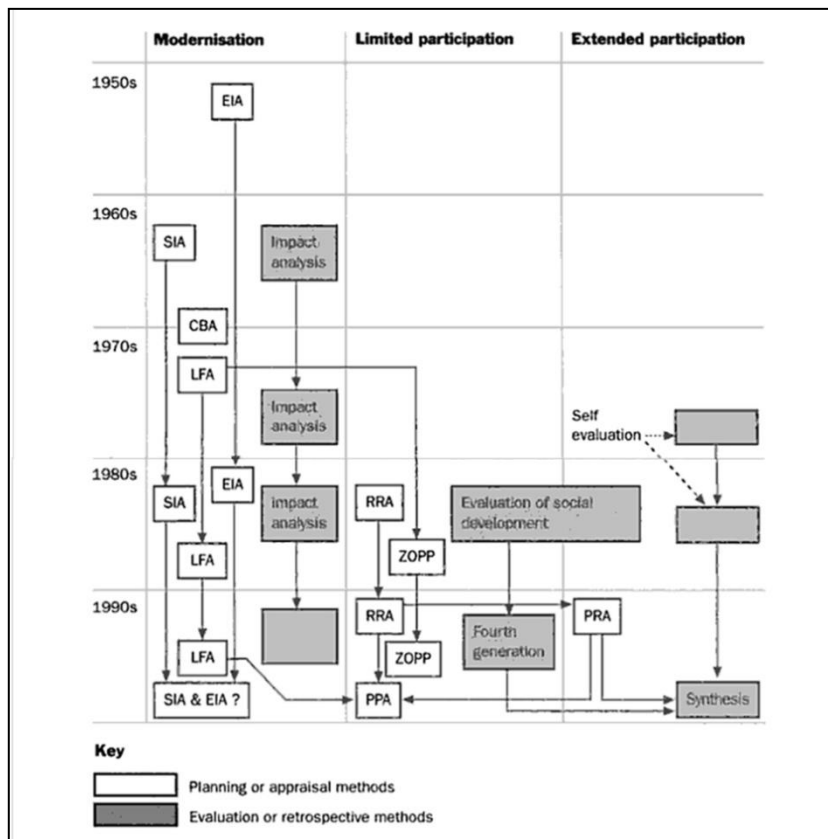 Modernisation
Limited participation
Extended participation
1950s
EIA
1960s
SIA
Impact
analysis
CBA
1970s
LFA
Impact
analysis
Self
evaluation
1980s
EIA
SIA
Impact
analysis
RRA
Evaluation of social
development
LFA
ZOPP
1990s
RRA
PRA
Fourth
generation
LFA
ZOPP
SIA & EIA ?
PPA
Synthesis
Key
Planning or appraisal methods
Evaluation or retrospective methods